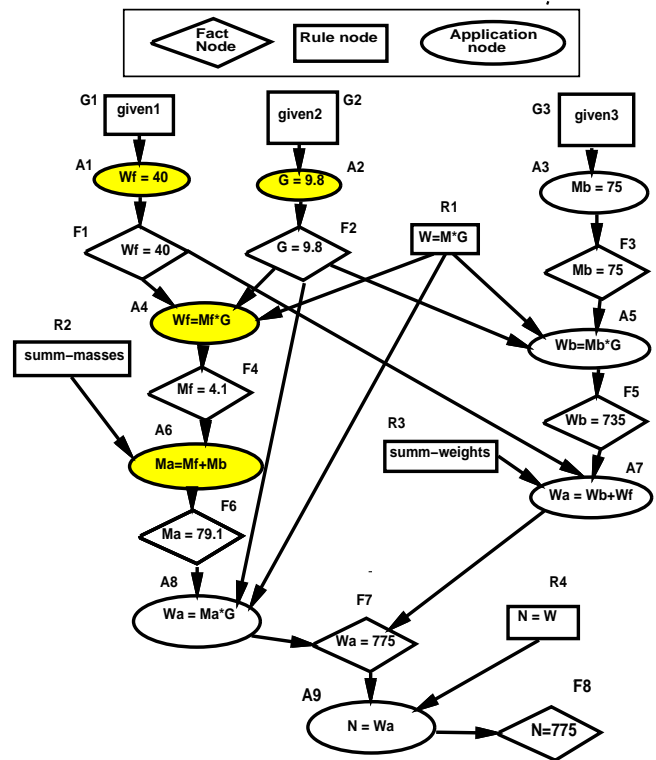 Fact Node
Rule node
Application node
G1
given1
G2
given2
G3
given3
A1
Wf = 40
A2
G = 9.8
A3
Mb = 75
R1
W=M*G
F1
Wf = 40
F2
G = 9.8
F3
Mb = 75
A4
Wf=Mf*G
A5
Wb=Mb*G
R2
summ−masses
F4
Mf = 4.1
F5
Wb = 735
A6
Ma=Mf+Mb
R3
summ−weights
A7
Wa = Wb+Wf
F6
Ma = 79.1
A8
Wa = Ma*G
F7
Wa = 775
R4
N = W
A9
N = Wa
F8
N=775